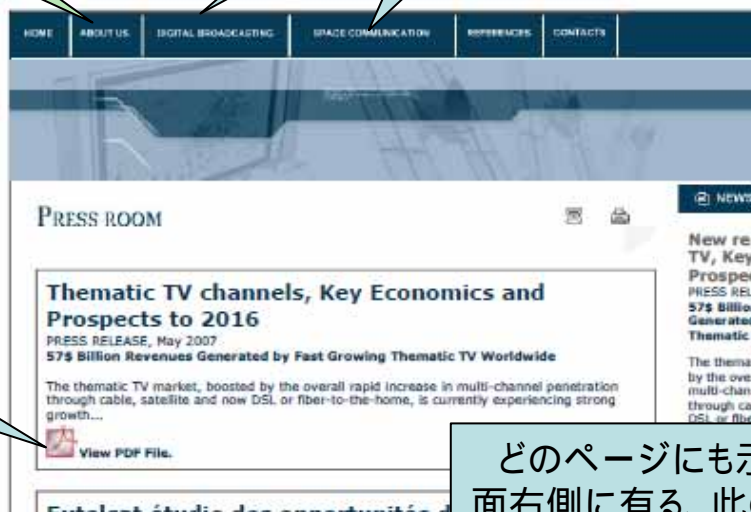 HOME ABOUT US DIGITAL BROADCASTING SPACE COMMUNICATION REFERENCES CONTACTS
PRESS ROOM
Thematic TV channels, Key Economics and
Prospects to 2016
PRESS RELEASE, May 2007
57$ Billion Revenues Generated by Fast Growing Thematic TV Worldwide
The thematic TV market, boosted by the overall rapid increase in multi-channel penetration
through cable, satellite and now DSL or fiber-to-the-home, is currently experiencing strong
growth...
View PDF File.
Eutelsat étudie des opportunités d
NEWS
New re
TV, Key
Prospe
PRESS REL
57$ Billio
Generated
Thematic
The thema
by the ove
multi-chan
through ca
DSL or fibe
どのページにも示
面右側に有る、此